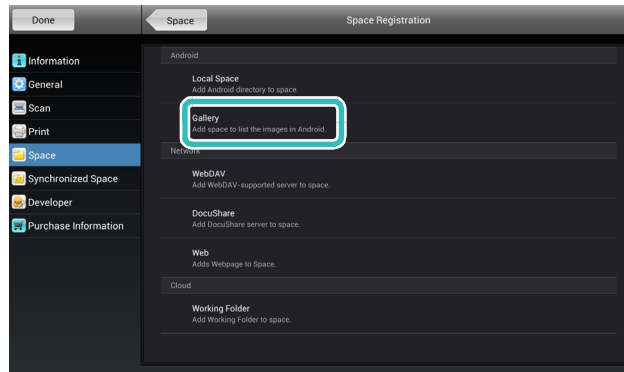 Done
Space
Space Registration
Information
General
Scan
Print
Space
Synchronized Space
Developer
Purchase Information
Android
Local Space
Add Android directory to space.
Gallery
Add space to list the images in Android.
Network
WebDAV
Add WebDAV-supported server to space.
DocuShare
Add DocuShare server to space.
Web
Adds Webpage to Space.
Cloud
Working Folder
Add Working Folder to space.